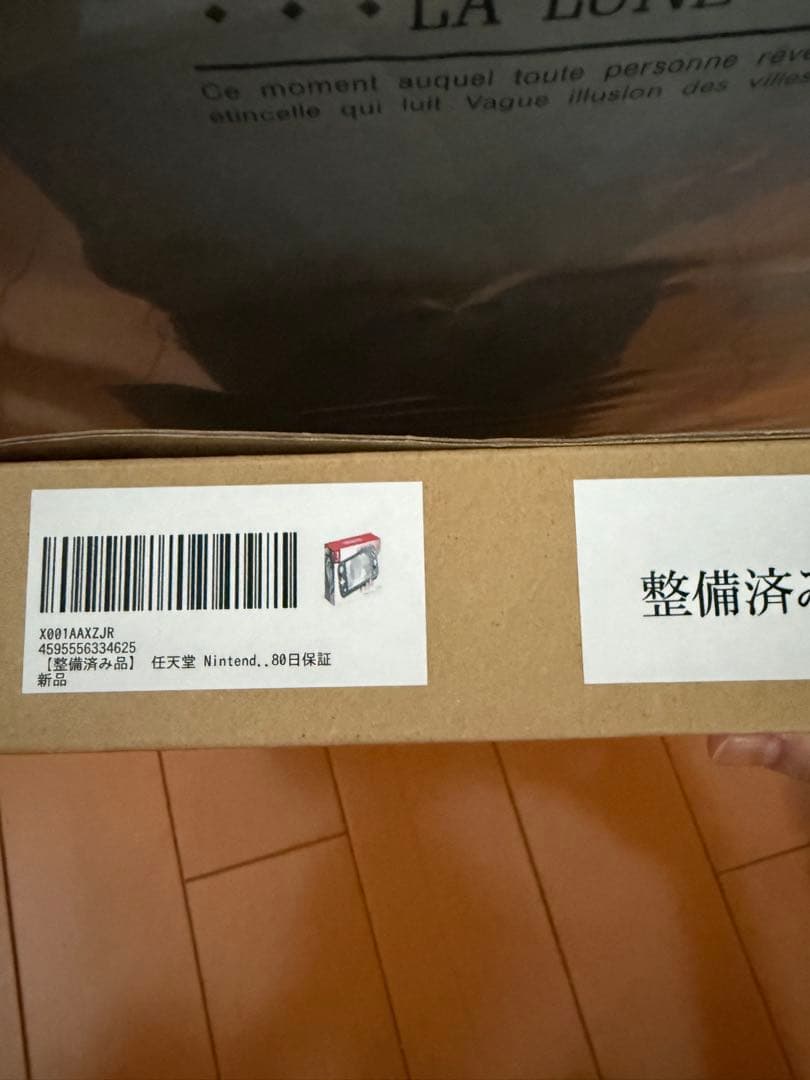 LA LUNE
Ce moment auquel toute personne rêve
étincelle qui luit Vague illusion des villes
X001AAXZJR
4595556334625
【整備済み品】 任天堂 Nintend..80日保証
新品
整備済み